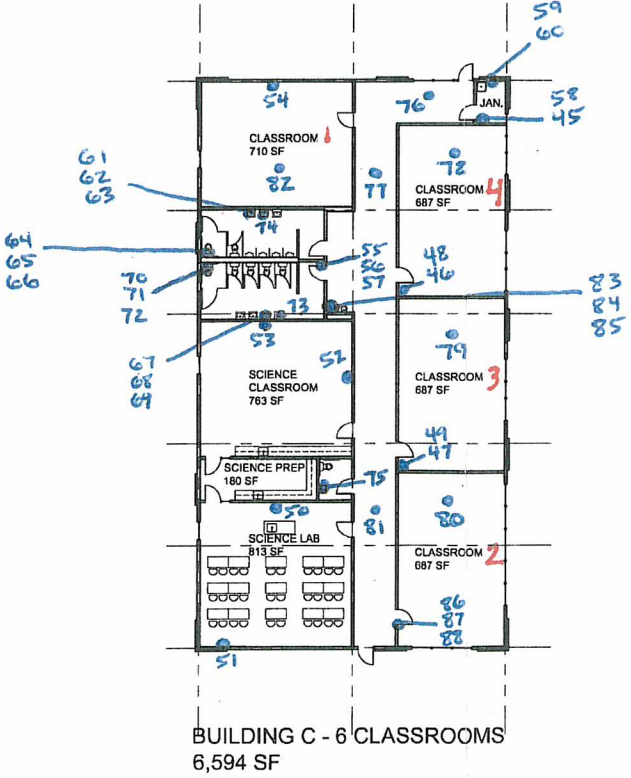 59
60
54
76
JAN.
58
45
CLASSROOM 1
710 SF
61
62
63
82
77
78
CLASSROOM 4
687 SF
74
64
65
66
70
71
72
55
56
57
48
46
83
84
85
73
53
67
68
69
52
79
SCIENCE
CLASSROOM
763 SF
CLASSROOM 3
687 SF
49
47
SCIENCE PREP
180 SF
75
50
81
80
SCIENCE LAB
813 SF
CLASSROOM 2
687 SF
86
87
88
51
BUILDING C - 6 CLASSROOMS
6,594 SF